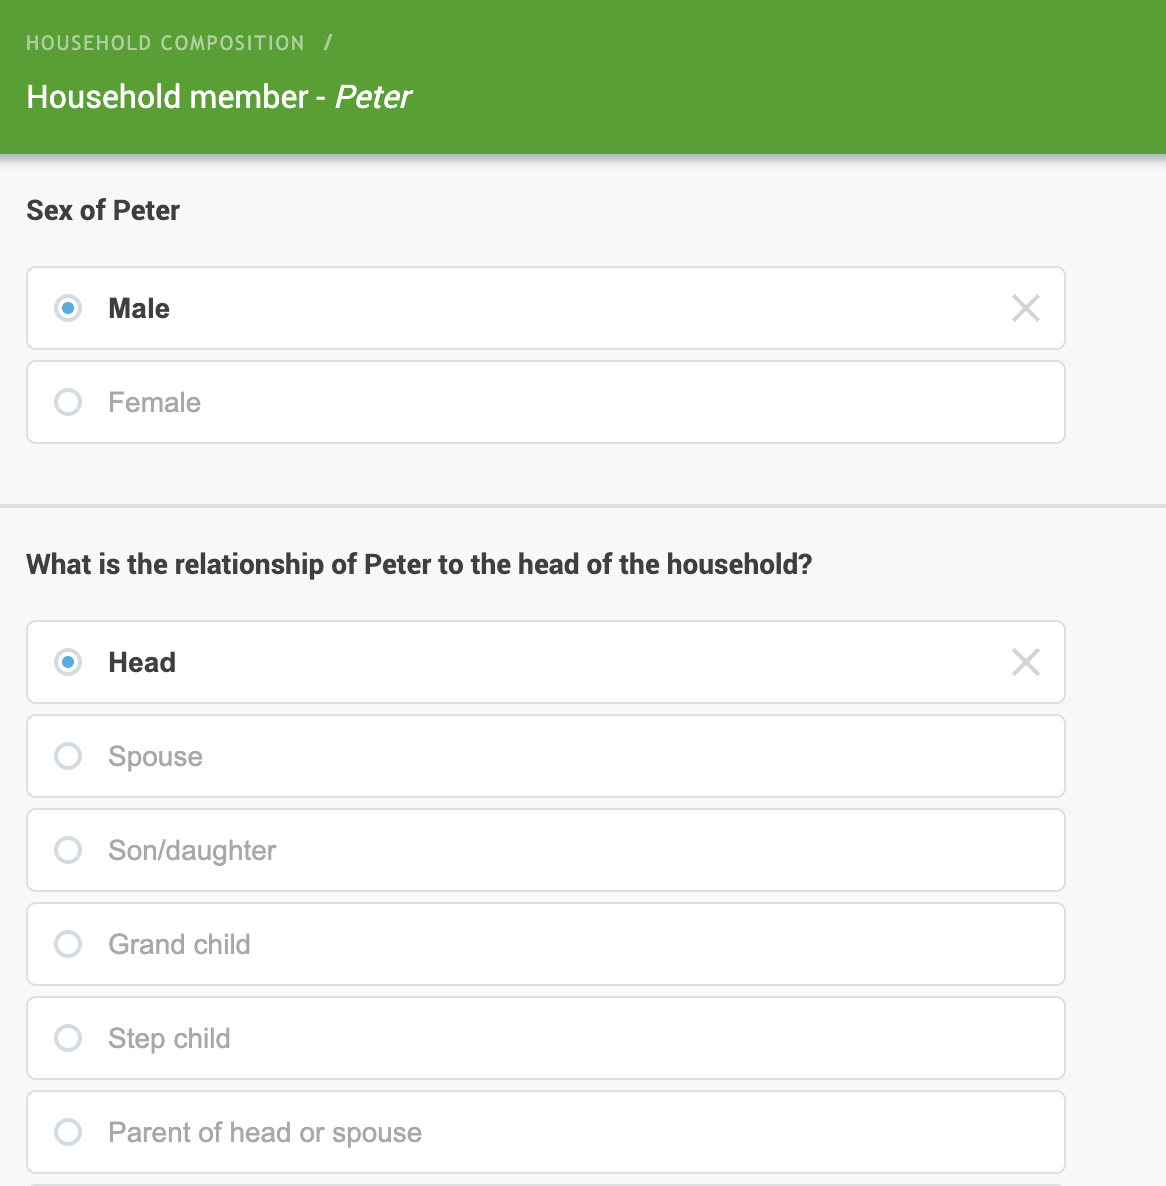 HOUSEHOLD COMPOSITION /
Household member - Peter
Sex of Peter
Male
Female
What is the relationship of Peter to the head of the household?
Head
Spouse
Son/daughter
Grand child
Step child
Parent of head or spouse